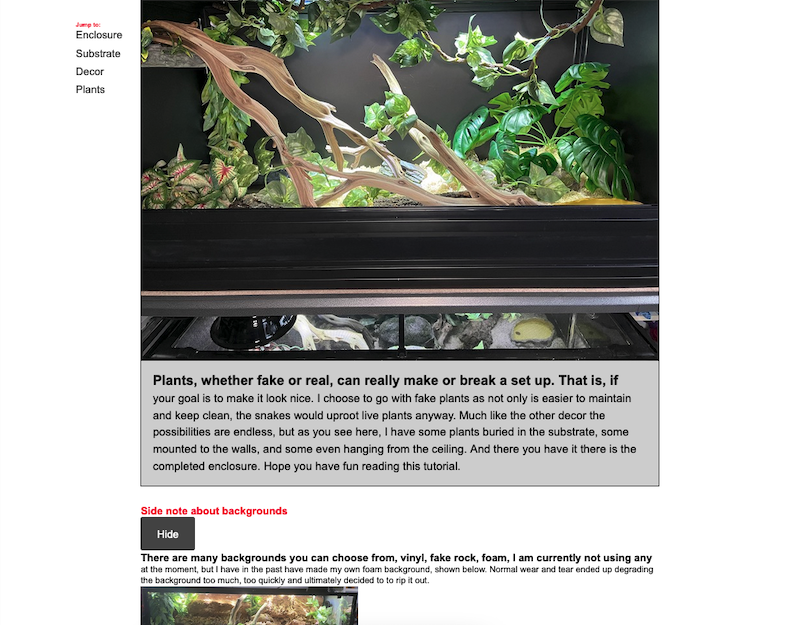 Jump to:
Enclosure
Substrate
Decor
Plants
Plants, whether fake or real, can really make or break a set up. That is, if
your goal is to make it look nice. I choose to go with fake plants as not only is easier to maintain
and keep clean, the snakes would uproot live plants anyway. Much like the other decor the
possibilities are endless, but as you see here, I have some plants buried in the substrate, some
mounted to the walls, and some even hanging from the ceiling. And there you have it there is the
completed enclosure. Hope you have fun reading this tutorial.
Side note about backgrounds
Hide
There are many backgrounds you can choose from, vinyl, fake rock, foam, I am currently not using any
at the moment, but I have in the past have made my own foam background, shown below. Normal wear and tear ended up degrading
the background too much, too quickly and ultimately decided to to rip it out.